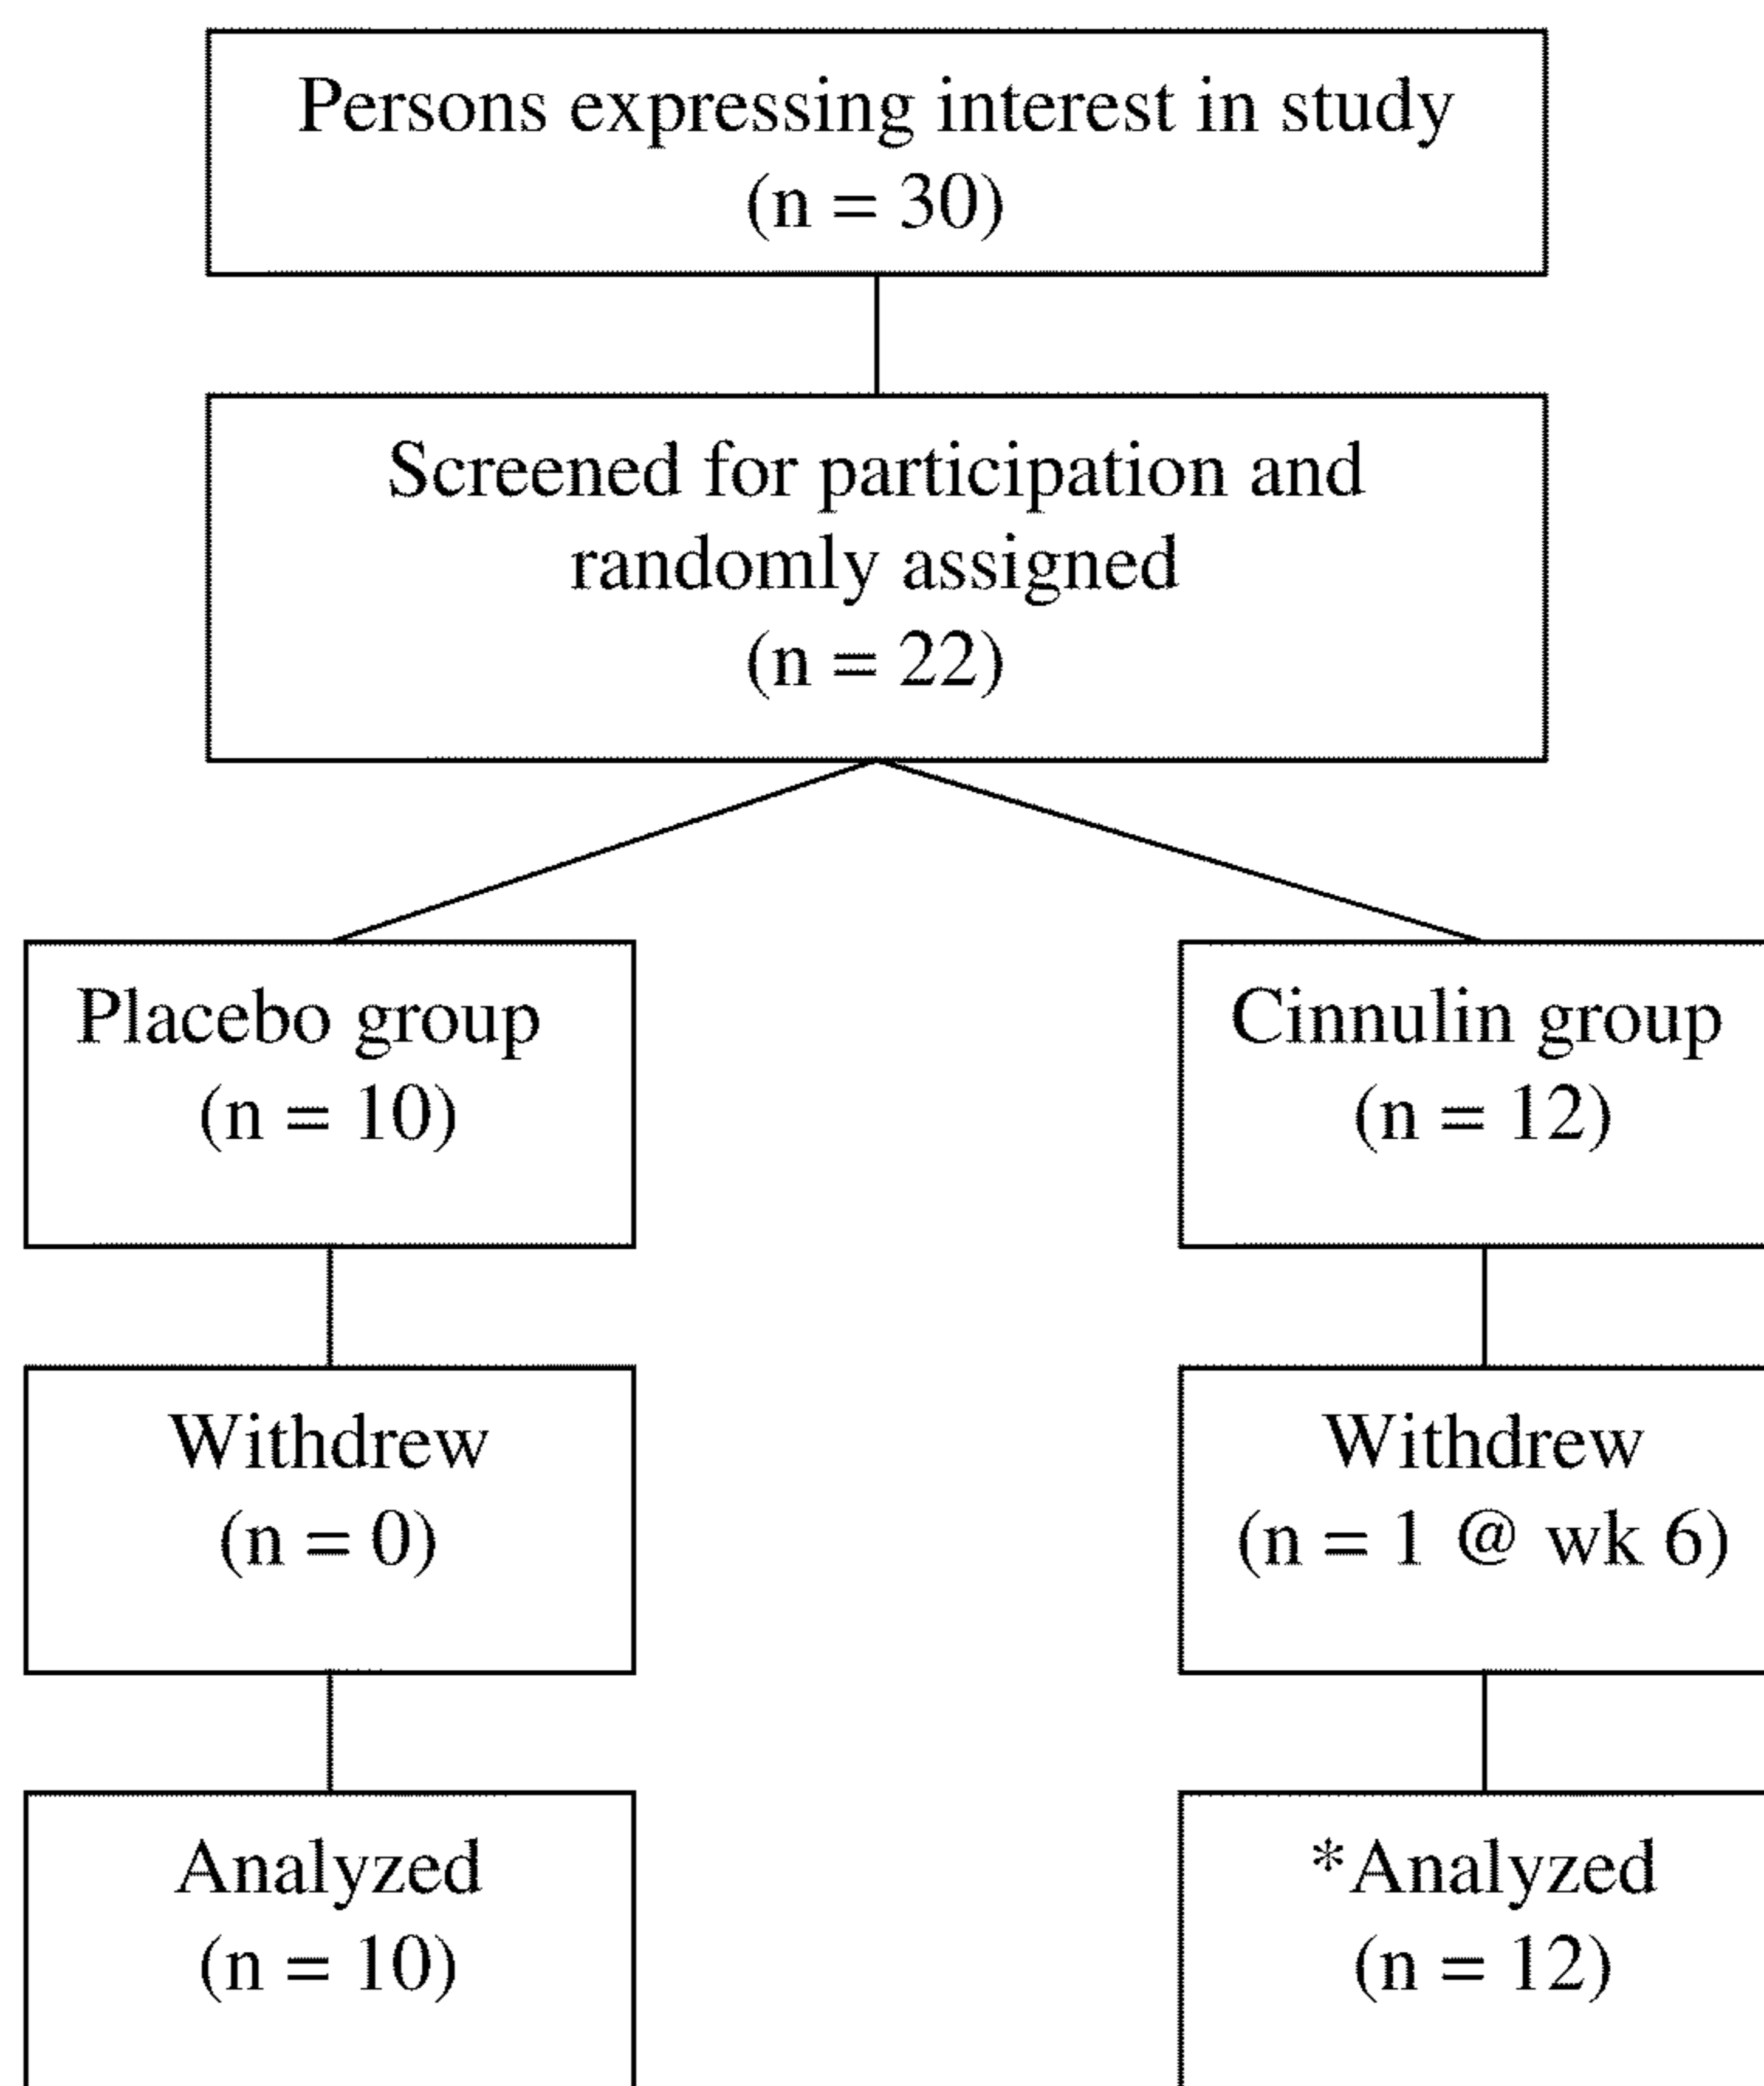 Persons expressing interest in study
(n = 30)
Screened for participation and
randomly assigned
(n = 22)
Placebo group
(n = 10)
Cinnulin group
(n = 12)
Withdrew
(n = 0)
Withdrew
(n = 1 @ wk 6)
Analyzed
(n = 10)
*Analyzed
(n = 12)